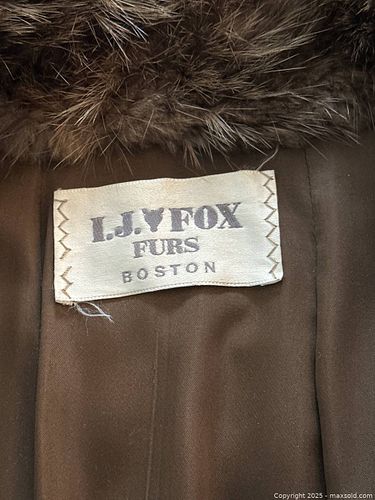 I.J. FOX
FURS
BOSTON
Copyright 2025 - maxsold.com